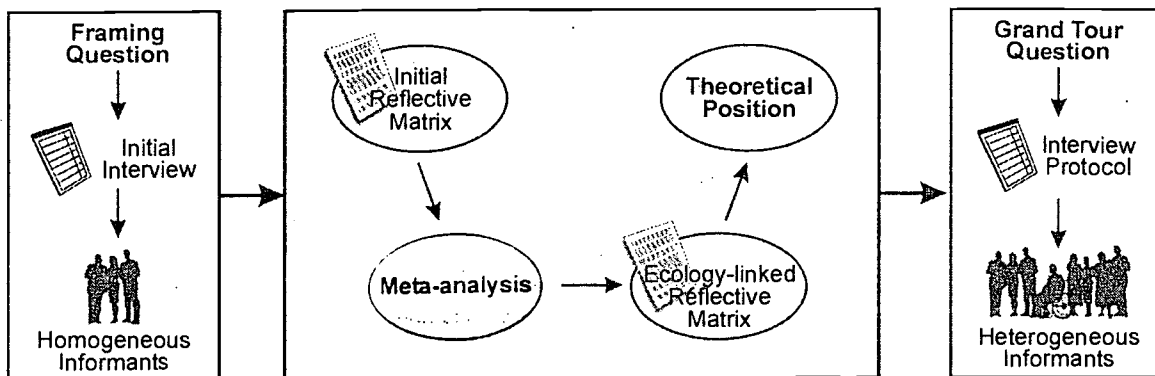 Framing
Question
Initial
Interview
Homogeneous
Informants
Initial
Reflective
Matrix
Meta-analysis
Ecology-linked
Reflective
Matrix
Theoretical
Position
Grand Tour
Question
Interview
Protocol
Heterogeneous
Informants